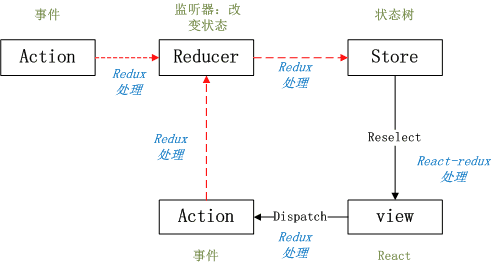 事件
监听器：改
变状态
状态树
Action
Reducer
Store
Redux
处理
Redux
处理
Redux
处理
Reselect
React-redux
处理
Action
Dispatch
view
Redux
处理
事件
React